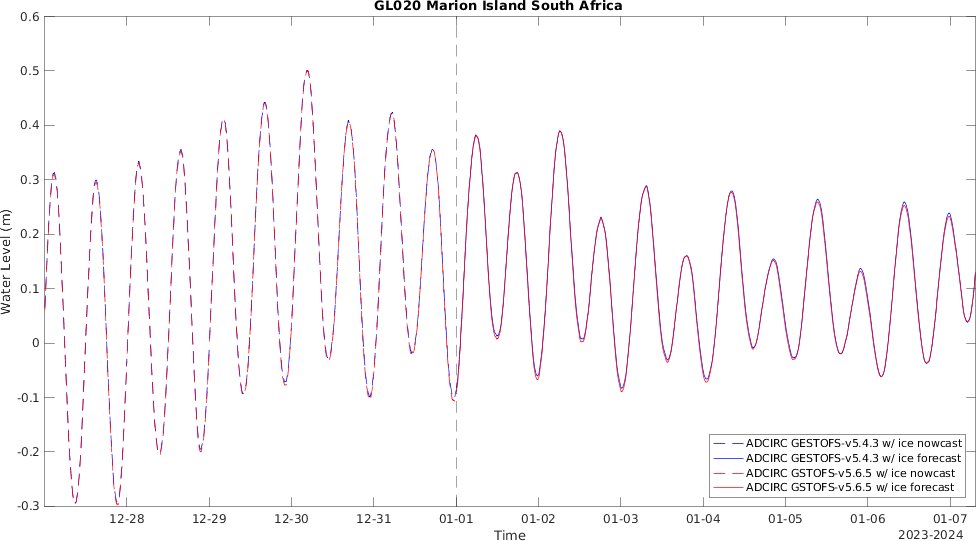 GL020 Marion Island South Africa
0.6
0.5
0.4
0.3
0.2
0.1
0
-0.1
-0.2
-0.3
Water Level (m)
ADCIRC GESTOFS-v5.4.3 w/ ice nowcast
ADCIRC GESTOFS-v5.4.3 w/ ice forecast
ADCIRC GSTOFS-v5.6.5 w/ ice nowcast
ADCIRC GSTOFS-v5.6.5 w/ ice forecast
12-28 12-29 12-30 12-31 01-01 01-02 01-03 01-04 01-05 01-06 01-07
Time
2023-2024